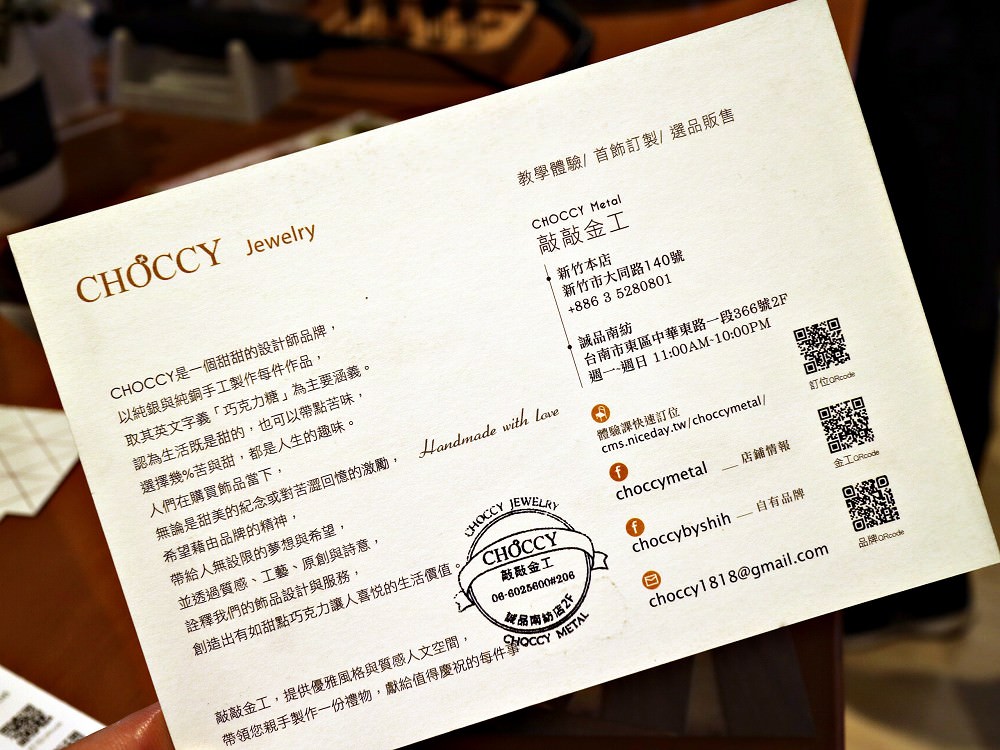 CHOCCY Jewelry
CHOCCY是一個甜甜的設計師品牌，
以純銀與純銅手工製作每件作品，
取其英文字義「巧克力糖」為主要涵義。
認為生活既是甜的，也可以帶點苦味，
選擇幾%苦與甜，都是人生的趣味。
人們在購買飾品當下，
無論是甜美的紀念或對苦澀回憶的激勵，
希望藉由品牌的精神，
帶給人無設限的夢想與希望，
並透過質感、工藝、原創與詩意，
詮釋我們的飾品設計與服務，
創造出有如甜點巧克力讓人喜悅的生活價值。
敲敲金工，提供優雅風格與質感人文空間，
帶領您親手製作一份禮物，獻給值得慶祝的每件事
Handmade with Love
CHOCCY JEWELRY
CHOCCY
敲敲金工
06-6025600#206
誠品南紡店2F
CHOCCY METAL
教學體驗/ 首飾訂製/ 選品販售
CHOCCY Metal
敲敲金工
新竹本店
新竹市大同路140號
+886 3 5280801
誠品南紡
台南市東區中華東路一段366號2F
週一~週日 11:00AM-10:00PM
體驗課快速訂位
cms.niceday.tw/choccymetal/
choccymetal — 店鋪情報
choccybyshih — 自有品牌
choccy1818@gmail.com
訂位QRcode
金工QRcode
品牌QRcode